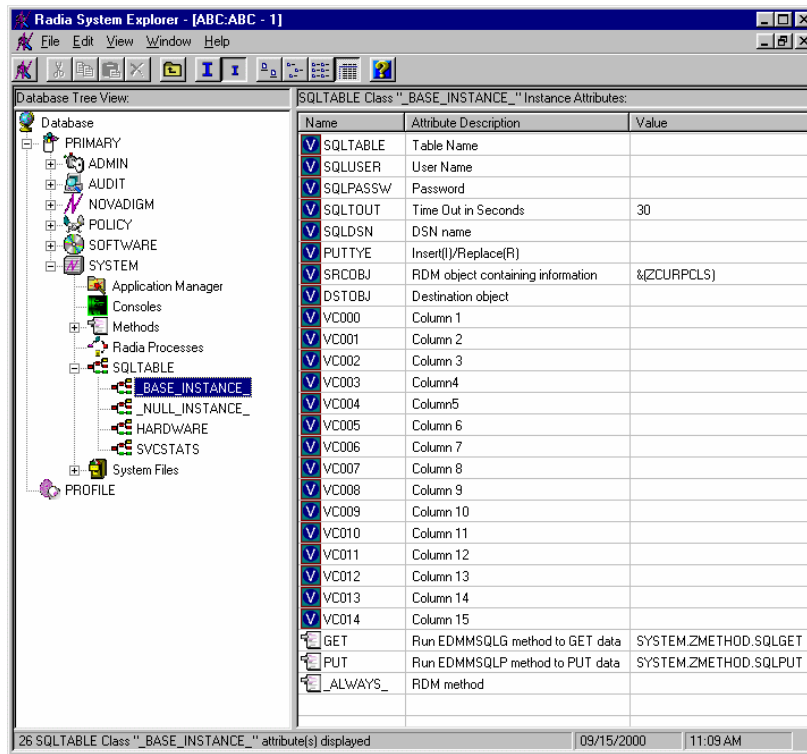 Radia System Explorer - [ABC:ABC - 1]
File Edit View Window Help
Database Tree View:
SQLTABLE Class "_BASE_INSTANCE_" Instance Attributes:
Database
PRIMARY
ADMIN
AUDIT
NOVADIGM
POLICY
SOFTWARE
SYSTEM
Application Manager
Consoles
Methods
Radia Processes
SQLTABLE
_BASE_INSTANCE_
_NULL_INSTANCE_
HARDWARE
SVCSTATS
System Files
PROFILE
Name Attribute Description Value
SQLTABLE Table Name
SQLUSER User Name
SQLPASSW Password
SQLTOUT Time Out in Seconds 30
SQLDSN DSN name
PUTTYE Insert(I)/Replace(R)
SRCOBJ RDM object containing information &(ZCURPCLS)
DSTOBJ Destination object
VC000 Column 1
VC001 Column 2
VC002 Column 3
VC003 Column4
VC004 Column5
VC005 Column 6
VC006 Column 7
VC007 Column 8
VC008 Column 9
VC009 Column 10
VC010 Column 11
VC011 Column 12
VC012 Column 13
VC013 Column 14
VC014 Column 15
GET Run EDMMSQLG method to GET data SYSTEM.ZMETHOD.SQLGET
PUT Run EDMMSQLP method to PUT data SYSTEM.ZMETHOD.SQLPUT
_ALWAYS_ RDM method
26 SQLTABLE Class "_BASE_INSTANCE_" attribute(s) displayed 09/15/2000 11:09 AM